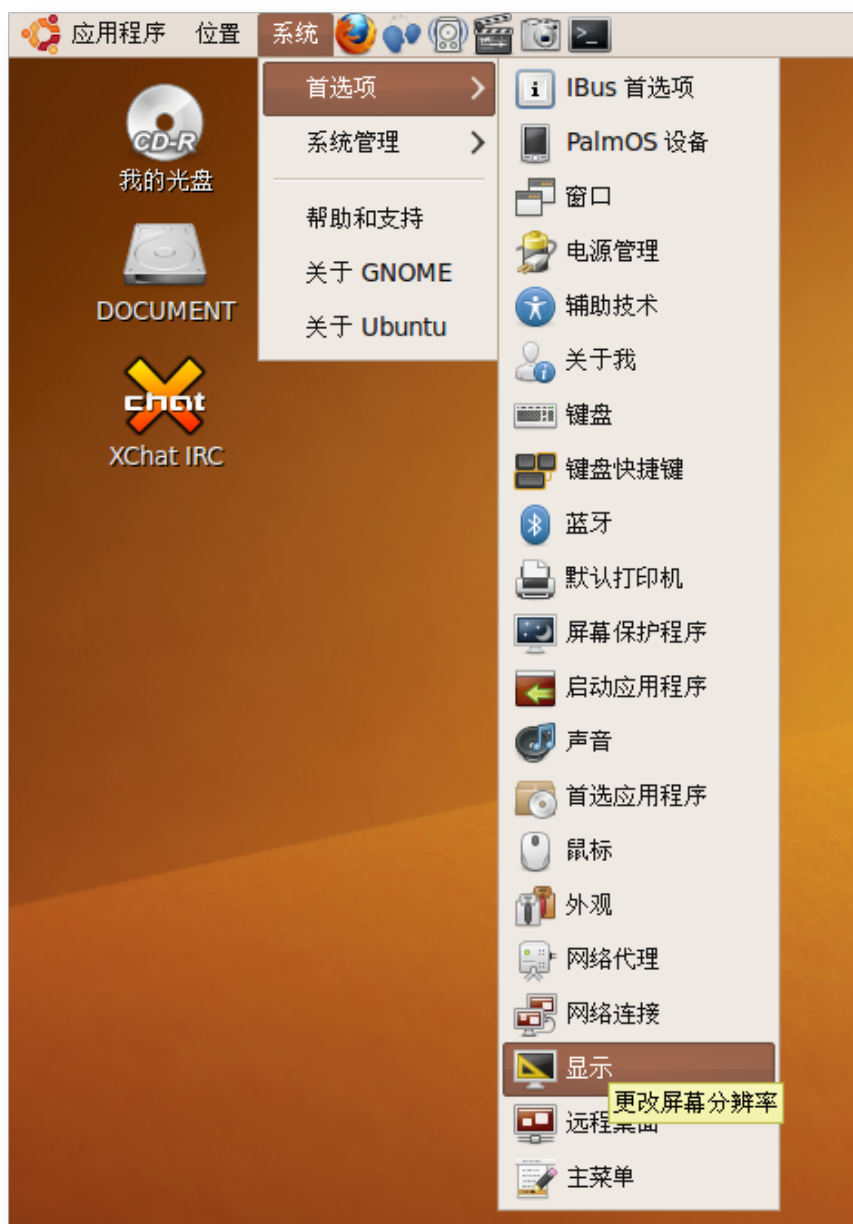 应用程序 位置 系统
CD-R
我的光盘
DOCUMENT
chat
XChat IRC
首选项
系统管理
帮助和支持
关于 GNOME
关于 Ubuntu
IBus 首选项
PalmOS 设备
窗口
电源管理
辅助技术
关于我
键盘
键盘快捷键
蓝牙
默认打印机
屏幕保护程序
启动应用程序
声音
首选应用程序
鼠标
外观
网络代理
网络连接
显示
更改屏幕分辨率
远程桌面
主菜单